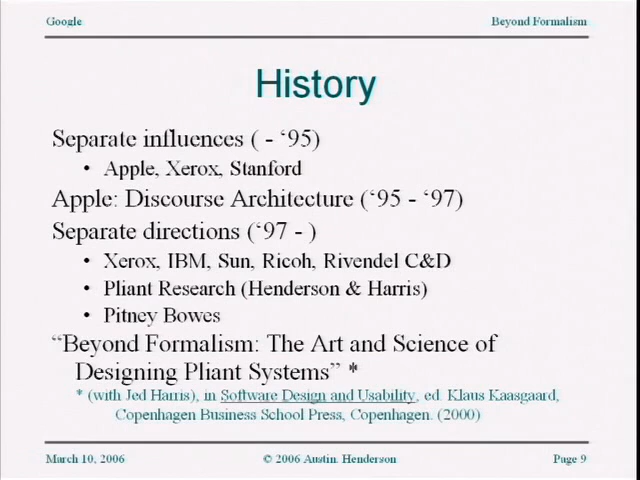 Google Beyond Formalism
History
Separate influences ( - ‘95)
• Apple, Xerox, Stanford
Apple: Discourse Architecture (‘95 - ‘97)
Separate directions (‘97 - )
• Xerox, IBM, Sun, Ricoh, Rivendel C&D
• Pliant Research (Henderson & Harris)
• Pitney Bowes
“Beyond Formalism: The Art and Science of
Designing Pliant Systems” *
* (with Jed Harris), in Software Design and Usability, ed. Klaus Kaasgaard,
Copenhagen Business School Press, Copenhagen. (2000)
March 10, 2006 © 2006 Austin. Henderson Page 9